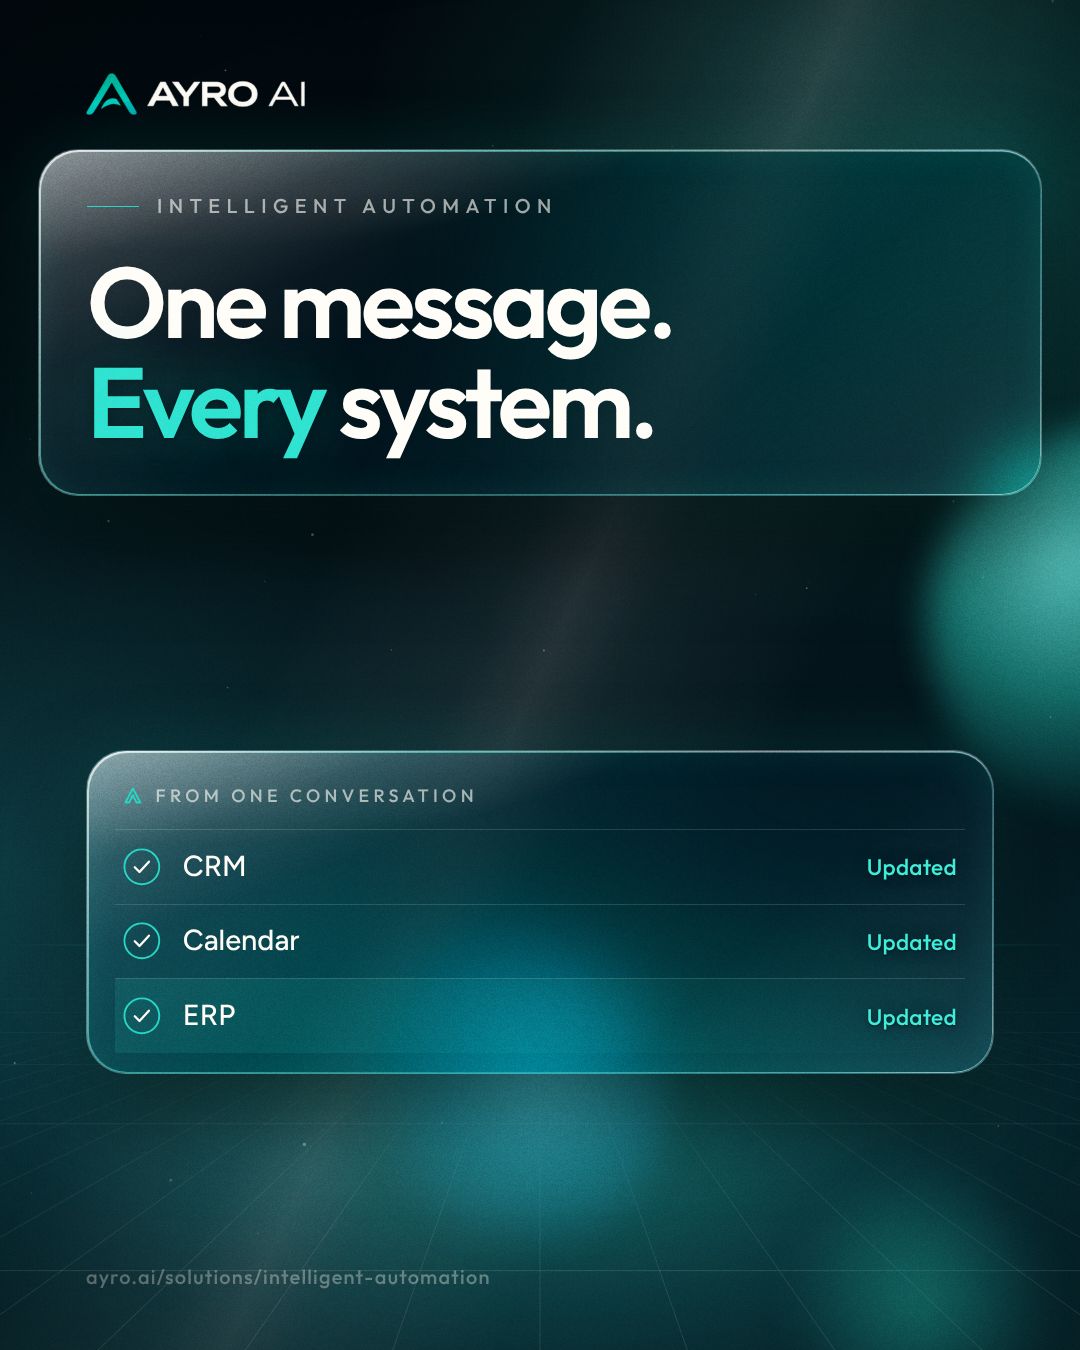 AYRO AI
INTELLIGENT AUTOMATION
One message.
Every system.
FROM ONE CONVERSATION
CRM Updated
Calendar Updated
ERP Updated
ayro.ai/solutions/intelligent-automation